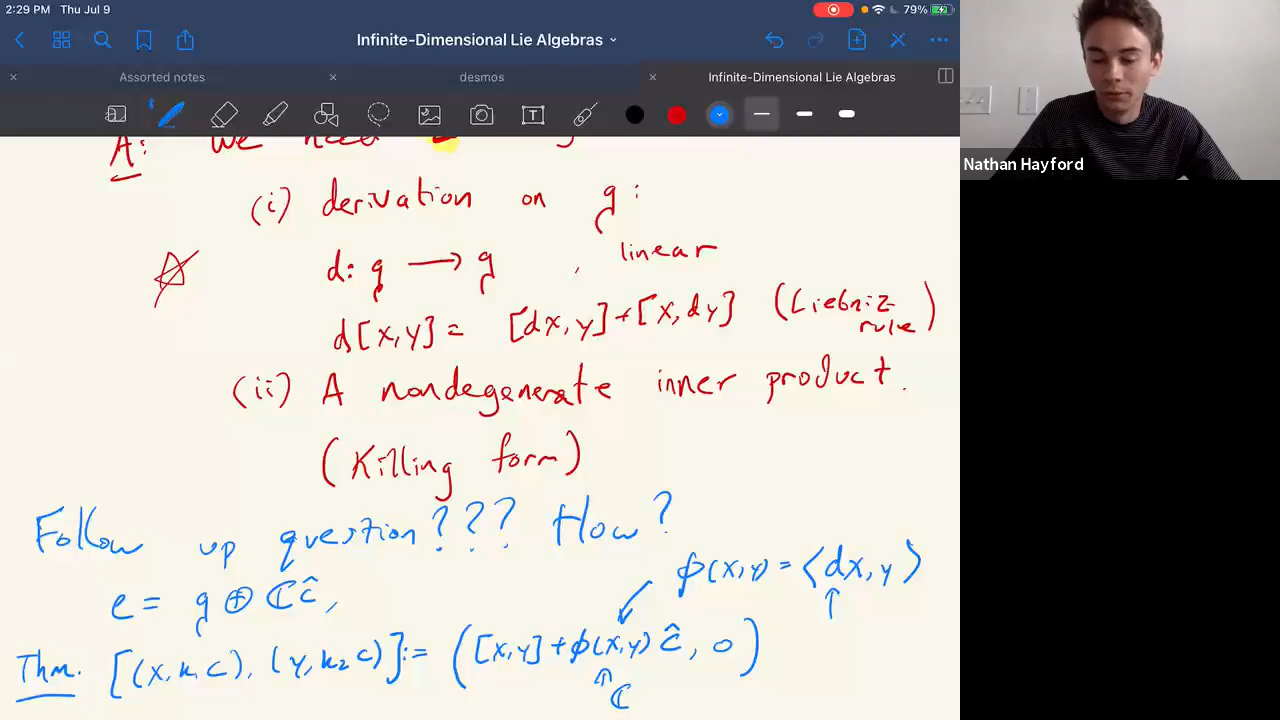 2:29 PM Thu Jul 9
79%
Infinite-Dimensional Lie Algebras
Assorted notes
desmos
Infinite-Dimensional Lie Algebras
Nathan Hayford
A: we need
(i) derivation on g:
d: g → g , linear
d[x,y] = [dx,y]+[x,dy] (Liebniz rule)
(ii) A nondegenerate inner product.
(Killing form)
Follow up question??? How?
φ(x,y) = ⟨dx,y⟩
e = g ⊕ ℂĉ,
Thm. [(x,k₁c), (y,k₂c)] := ([x,y]+φ(x,y)ĉ, 0)
ℂ